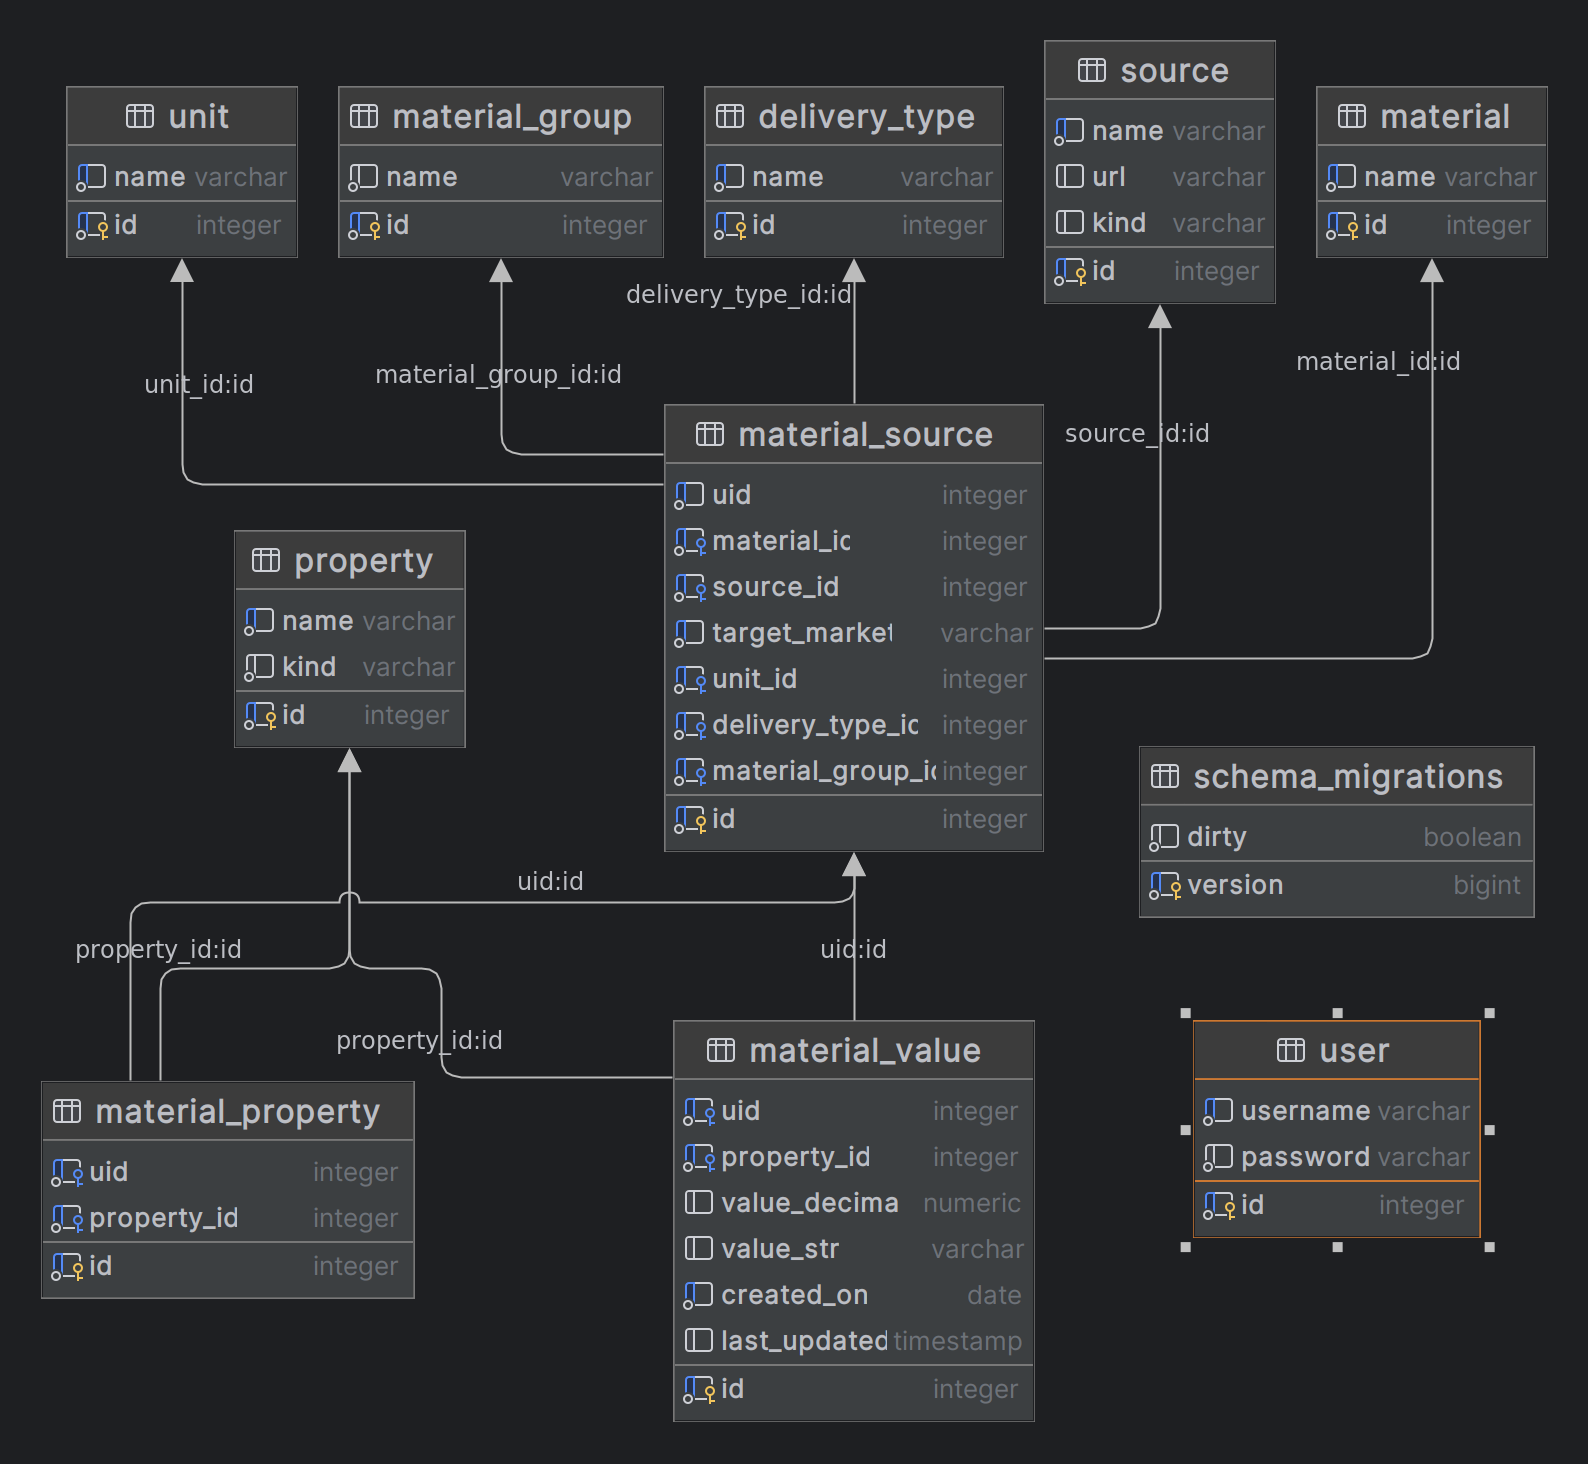 unit
name varchar
id integer
material_group
name varchar
id integer
delivery_type
name varchar
id integer
source
name varchar
url varchar
kind varchar
id integer
material
name varchar
id integer
delivery_type_id:id
unit_id:id
material_group_id:id
source_id:id
material_id:id
material_source
uid integer
material_ic integer
source_id integer
target_market varchar
unit_id integer
delivery_type_ic integer
material_group_ic integer
id integer
property
name varchar
kind varchar
id integer
schema_migrations
dirty boolean
version bigint
uid:id
property_id:id
uid:id
property_id:id
material_property
uid integer
property_id integer
id integer
material_value
uid integer
property_id integer
value_decima numeric
value_str varchar
created_on date
last_updated timestamp
id integer
user
username varchar
password varchar
id integer